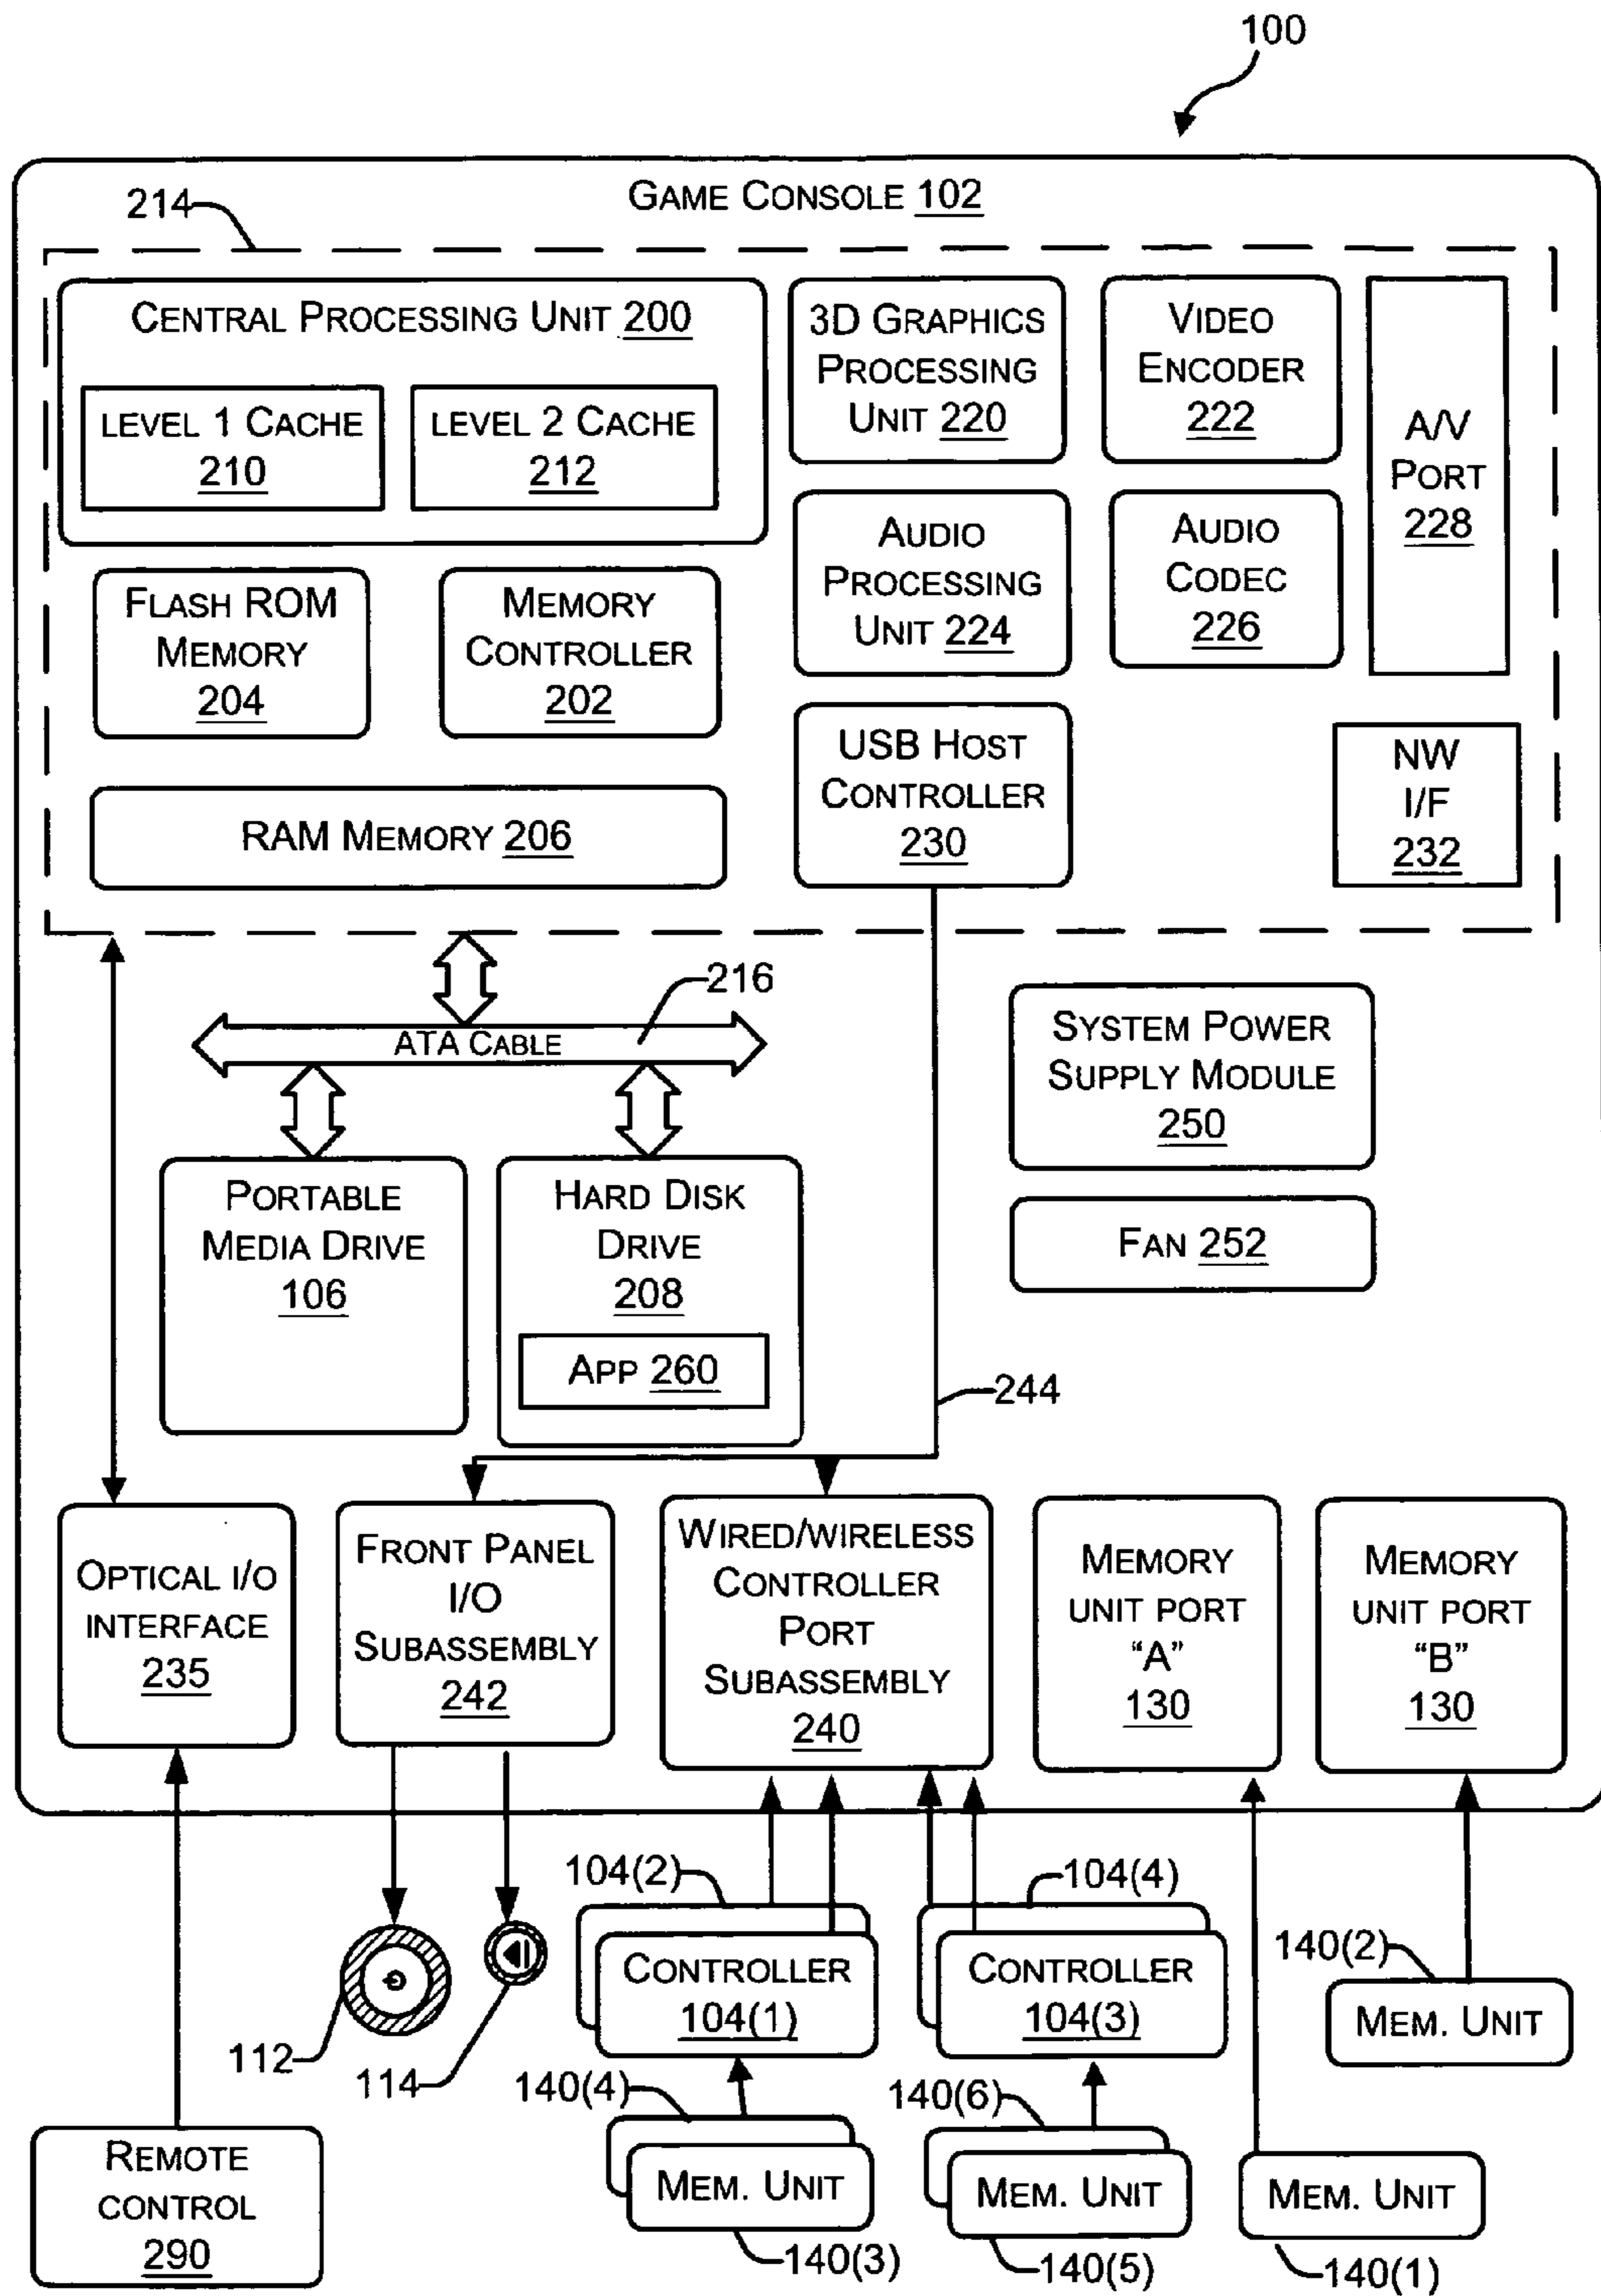 100
GAME CONSOLE 102
214
CENTRAL PROCESSING UNIT 200
LEVEL 1 CACHE
210
LEVEL 2 CACHE
212
3D GRAPHICS
PROCESSING
UNIT 220
VIDEO
ENCODER
222
A/V
PORT
228
FLASH ROM
MEMORY
204
MEMORY
CONTROLLER
202
AUDIO
PROCESSING
UNIT 224
AUDIO
CODEC
226
RAM MEMORY 206
USB HOST
CONTROLLER
230
NW
I/F
232
216
ATA CABLE
SYSTEM POWER
SUPPLY MODULE
250
PORTABLE
MEDIA DRIVE
106
HARD DISK
DRIVE
208
APP 260
FAN 252
244
OPTICAL I/O
INTERFACE
235
FRONT PANEL
I/O
SUBASSEMBLY
242
WIRED/WIRELESS
CONTROLLER
PORT
SUBASSEMBLY
240
MEMORY
UNIT PORT
“A”
130
MEMORY
UNIT PORT
“B”
130
104(2)
104(4)
CONTROLLER
104(1)
CONTROLLER
104(3)
140(2)
MEM. UNIT
112
114
140(4)
140(6)
REMOTE
CONTROL
290
MEM. UNIT
MEM. UNIT
MEM. UNIT
140(3)
140(5)
140(1)